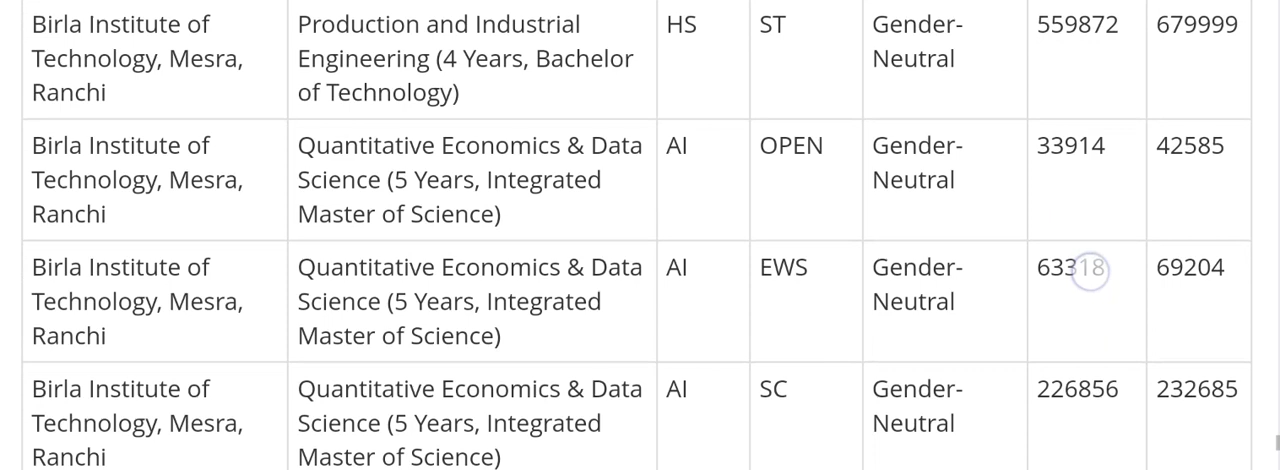 Birla Institute of Technology, Mesra, Ranchi Production and Industrial Engineering (4 Years, Bachelor of Technology) HS ST Gender-Neutral 559872 679999
Birla Institute of Technology, Mesra, Ranchi Quantitative Economics & Data Science (5 Years, Integrated Master of Science) AI OPEN Gender-Neutral 33914 42585
Birla Institute of Technology, Mesra, Ranchi Quantitative Economics & Data Science (5 Years, Integrated Master of Science) AI EWS Gender-Neutral 63318 69204
Birla Institute of Technology, Mesra, Ranchi Quantitative Economics & Data Science (5 Years, Integrated Master of Science) AI SC Gender-Neutral 226856 232685